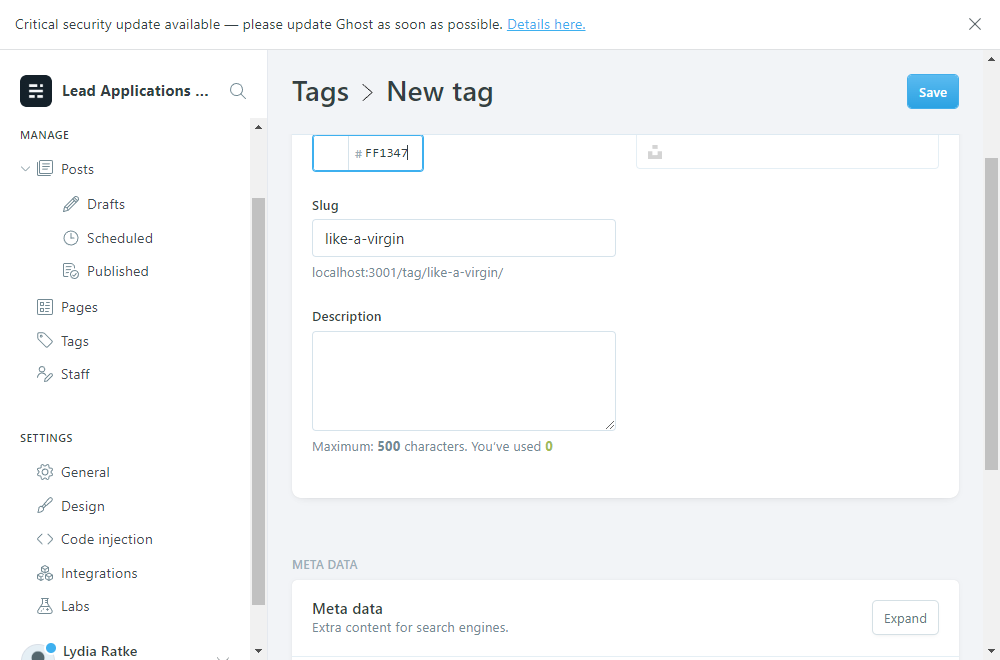 Critical security update available — please update Ghost as soon as possible. Details here.
Lead Applications ...
Tags > New tag
Save
MANAGE
Posts
Drafts
Scheduled
Published
Pages
Tags
Staff
SETTINGS
General
Design
Code injection
Integrations
Labs
Lydia Ratke
# FF1347
Slug
like-a-virgin
localhost:3001/tag/like-a-virgin/
Description
Maximum: 500 characters. You've used 0
META DATA
Meta data
Extra content for search engines.
Expand